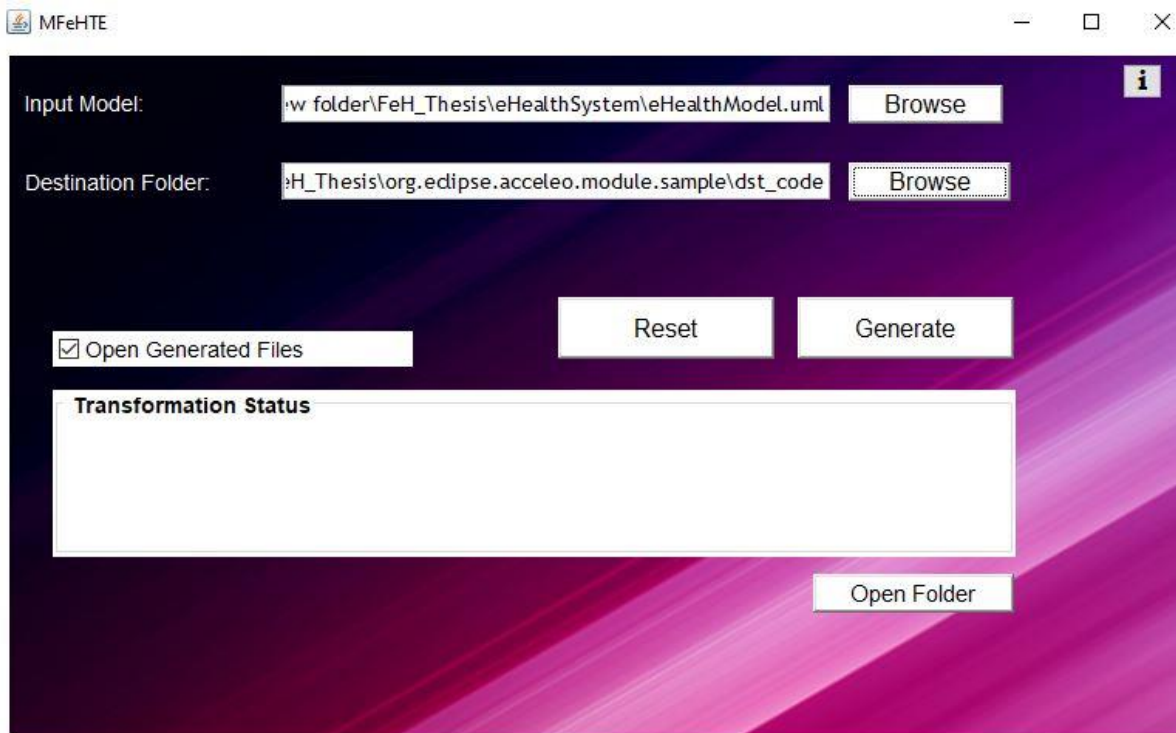 MFeHTE
i
Input Model:
w folder\FeH_Thesis\eHealthSystem\eHealthModel.uml
Browse
Destination Folder:
H_Thesis\org.eclipse.acceleo.module.sample\dst_code
Browse
Reset
Generate
Open Generated Files
Transformation Status
Open Folder